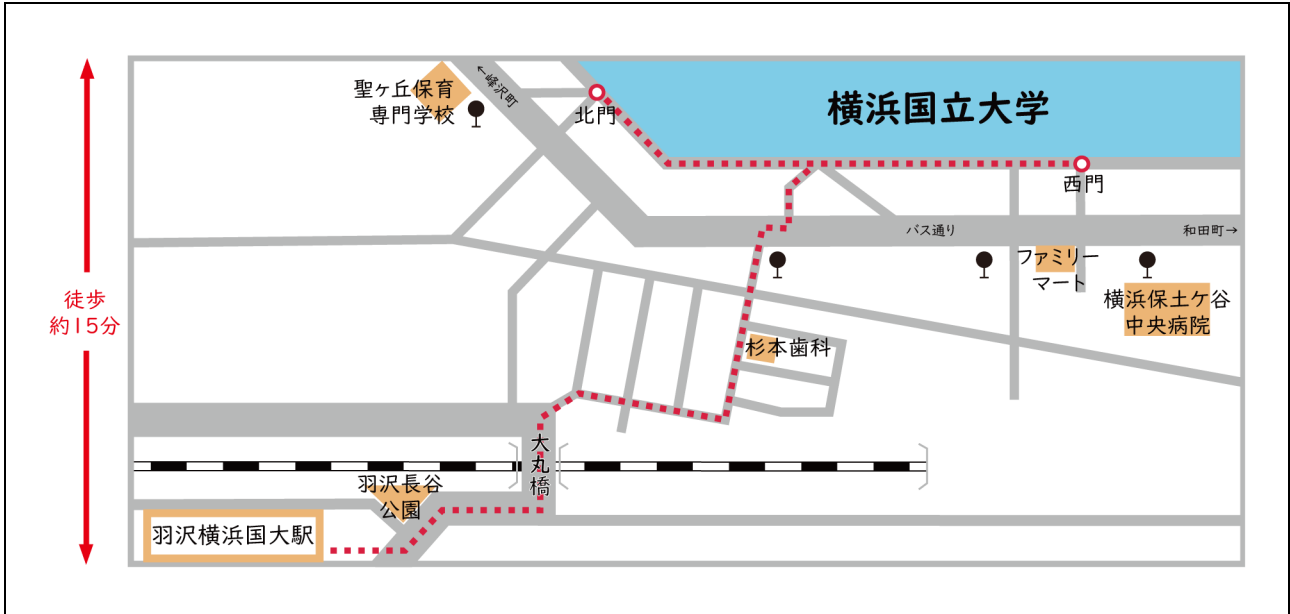 聖ヶ丘保育
専門学校
←峰沢町
北門
横浜国立大学
西門
バス通り
和田町→
ファミリー
マート
横浜保土ケ谷
中央病院
徒歩
約15分
杉本歯科
大丸橋
羽沢長谷
公園
羽沢横浜国大駅